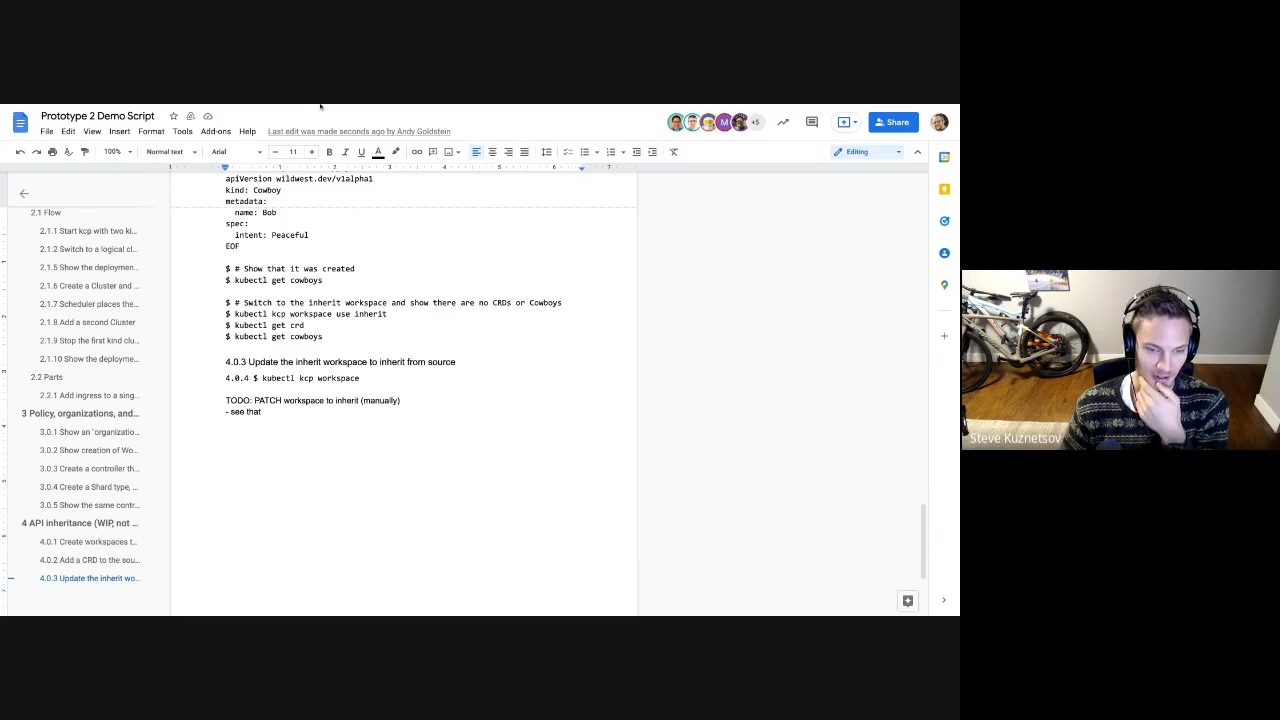 Prototype 2 Demo Script
File Edit View Insert Format Tools Add-ons Help Last edit was made seconds ago by Andy Goldstein
M +5 Share
100% Normal text Arial 11 B I U A Editing
1 1 2 3 4 5 6 7
2.1 Flow
2.1.1 Start kcp with two ki...
2.1.2 Switch to a logical cl...
2.1.5 Show the deploymen...
2.1.6 Create a Cluster and ...
2.1.7 Scheduler places the...
2.1.8 Add a second Cluster
2.1.9 Stop the first kind clu...
2.1.10 Show the deployme...
2.2 Parts
2.2.1 Add ingress to a sing...
3 Policy, organizations, and...
3.0.1 Show an `organizatio...
3.0.2 Show creation of Wo...
3.0.3 Create a controller th...
3.0.4 Create a Shard type, ...
3.0.5 Show the same contr...
4 API inheritance (WIP, not ...
4.0.1 Create workspaces t...
4.0.2 Add a CRD to the sou...
4.0.3 Update the inherit wo...
apiVersion wildwest.dev/v1alpha1
kind: Cowboy
metadata:
name: Bob
spec:
intent: Peaceful
EOF
$ # Show that it was created
$ kubectl get cowboys
$ # Switch to the inherit workspace and show there are no CRDs or Cowboys
$ kubectl kcp workspace use inherit
$ kubectl get crd
$ kubectl get cowboys
4.0.3 Update the inherit workspace to inherit from source
4.0.4 $ kubectl kcp workspace
TODO: PATCH workspace to inherit (manually)
- see that
Steve Kuznetsov